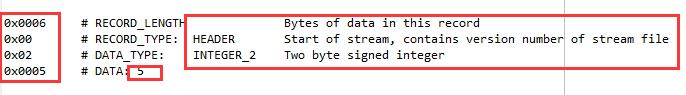 0x0006 # RECORD_LENGTH Bytes of data in this record
0x00 # RECORD_TYPE: HEADER Start of stream, contains version number of stream file
0x02 # DATA_TYPE: INTEGER_2 Two byte signed integer
0x0005 # DATA: 5